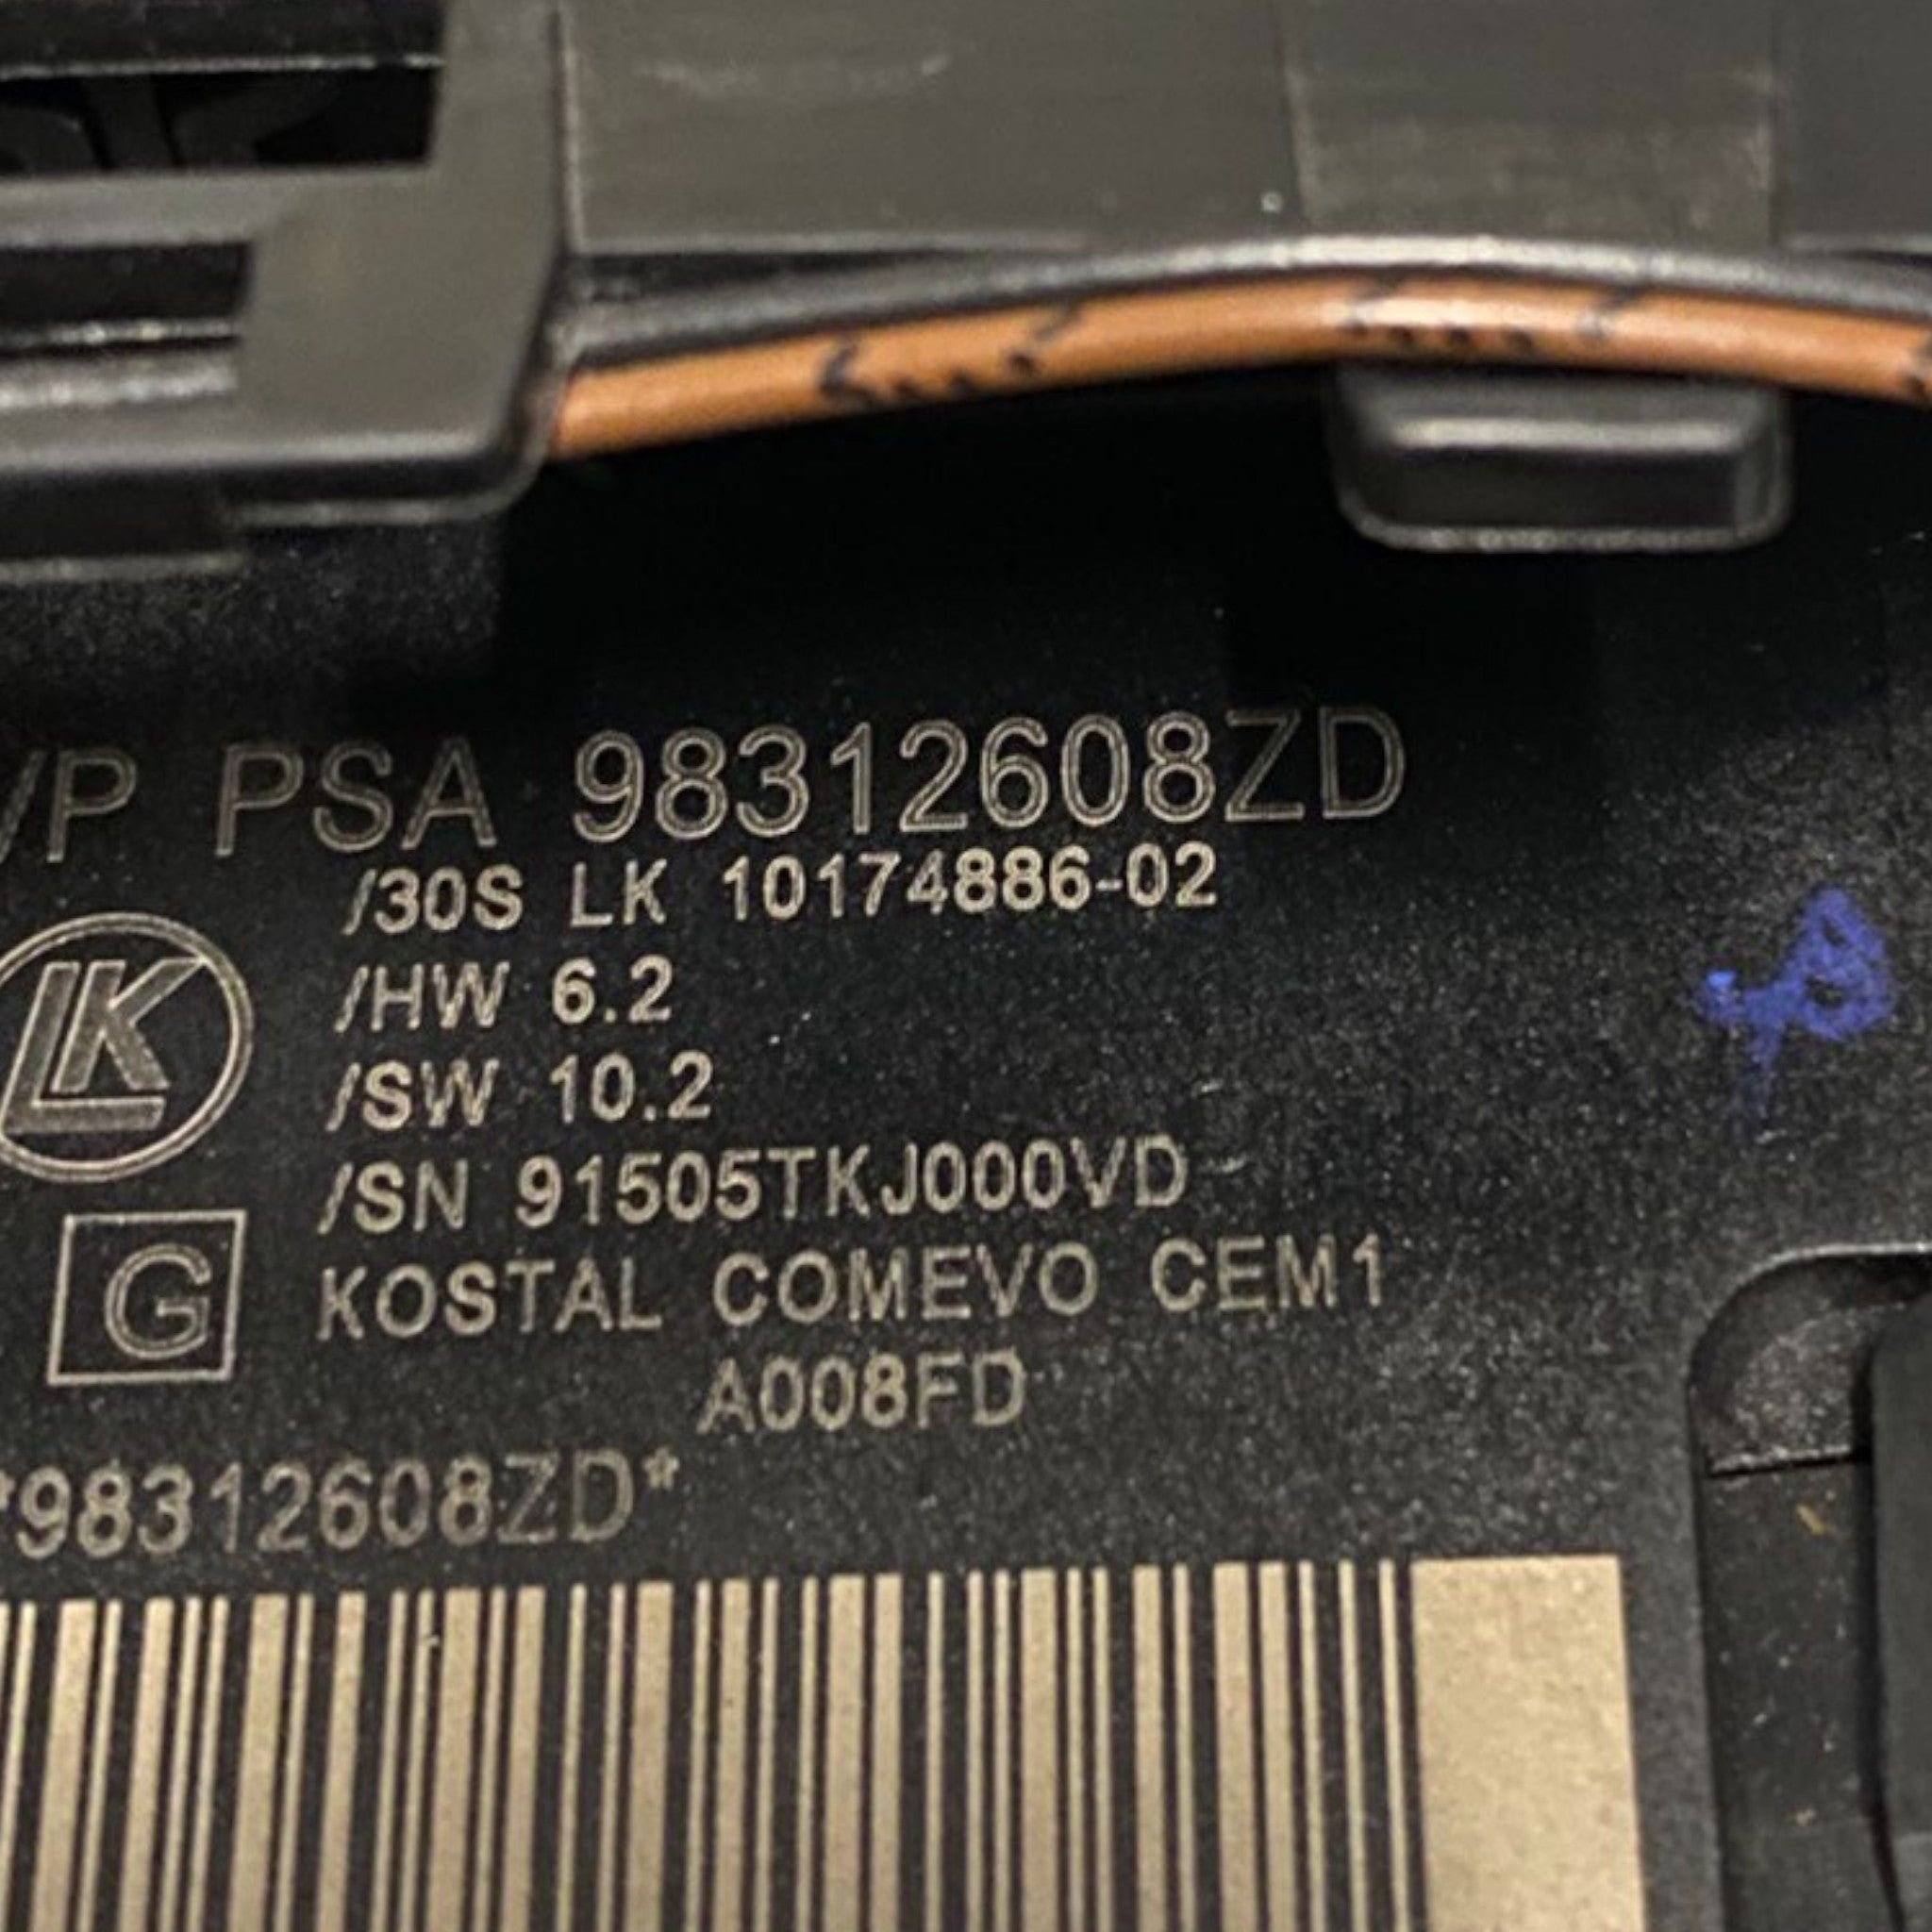 VP PSA 98312608ZD
/30S LK 10174886-02
LK
/HW 6.2
/SW 10.2
/SN 91505TKJ000VD
G
KOSTAL COMEVO CEM1
A008FD
*98312608ZD*